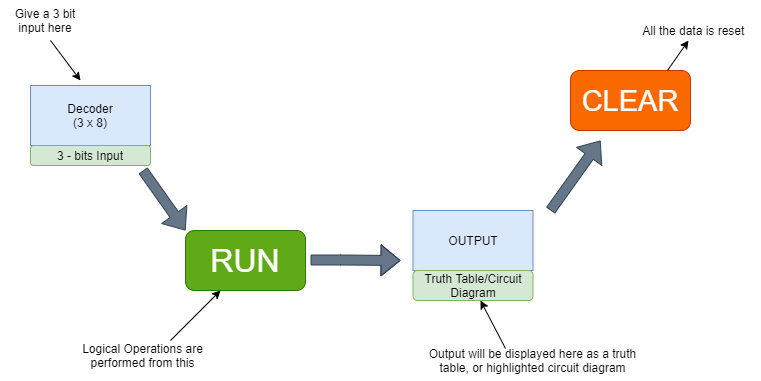 Give a 3 bit
input here
Decoder
(3 x 8)
3 - bits Input
RUN
Logical Operations are
performed from this
OUTPUT
Truth Table/Circuit
Diagram
Output will be displayed here as a truth
table, or highlighted circuit diagram
CLEAR
All the data is reset